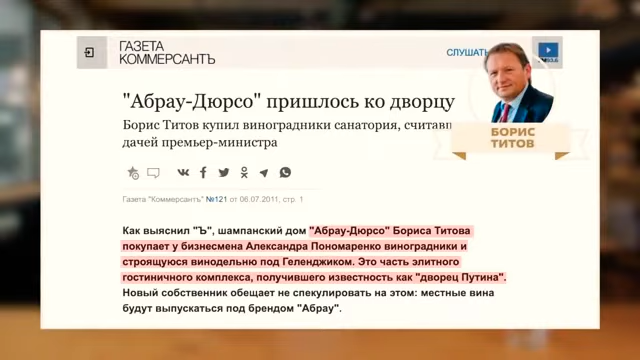 ГАЗЕТА
КОММЕРСАНТЪ
СЛУШАТЬ
"Абрау-Дюрсо" пришлось ко дворцу
Борис Титов купил виноградники санатория,
дачей премьер-министра
БОРИС
ТИТОВ
Газета "Коммерсантъ" №121 от 06.07.2011, стр. 1
Как выяснил "Ъ", шампанский дом "Абрау-Дюрсо" Бориса Титова
покупает у бизнесмена Александра Пономаренко виноградники и
строящуюся винодельню под Геленджиком. Это часть элитного
гостиничного комплекса, получившего известность как "дворец Путина".
Новый собственник обещает не спекулировать на этом: местные вина
будут выпускаться под брендом "Абрау".